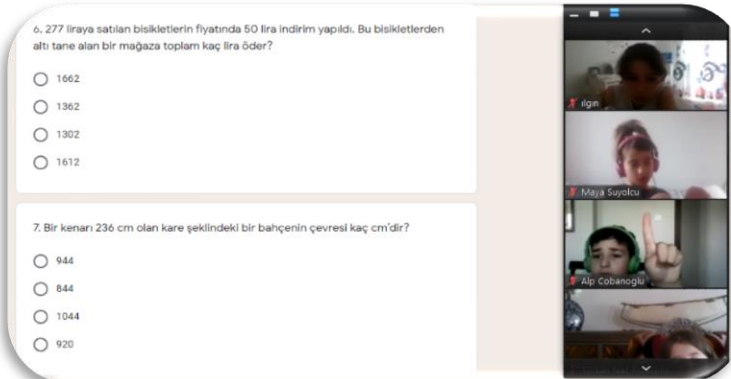 6. 277 liraya satılan bisikletlerin fiyatında 50 lira indirim yapıldı. Bu bisikletlerden
altı tane alan bir mağaza toplam kaç lira öder?
1662
1362
1302
1612
7. Bir kenarı 236 cm olan kare şeklindeki bir bahçenin çevresi kaç cm'dir?
944
844
1044
920
ılgın
Maya Suyolcu
Alp Cobanoglu